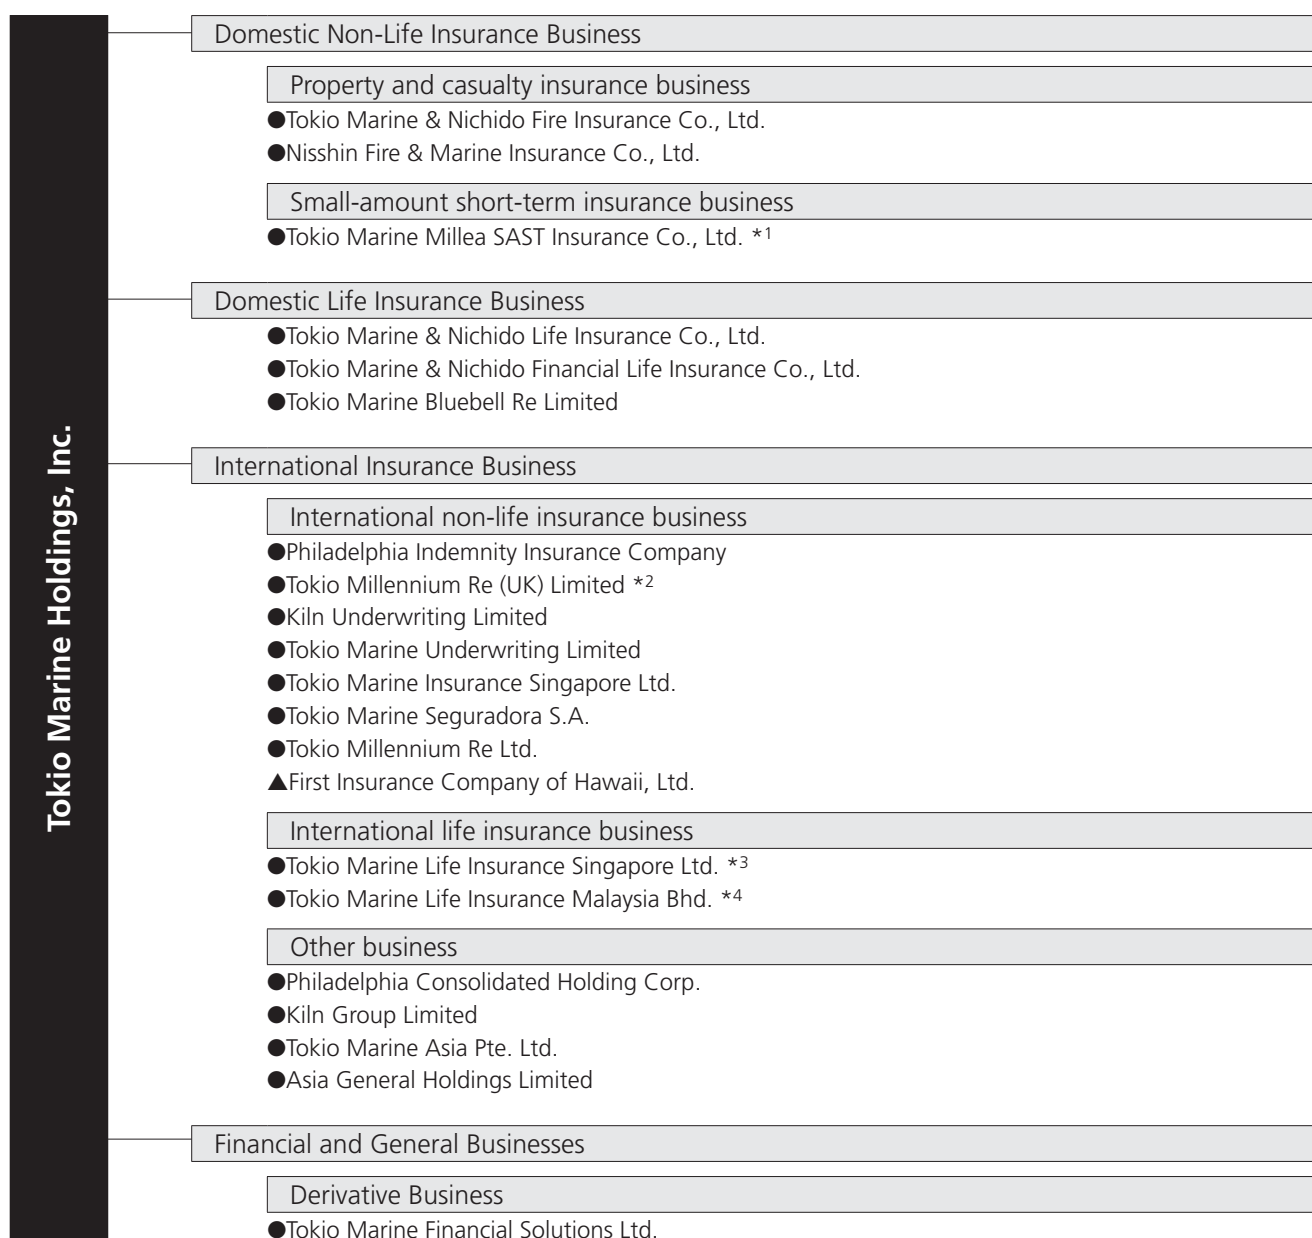 Tokio Marine Holdings, Inc.
Domestic Non-Life Insurance Business
Property and casualty insurance business
●Tokio Marine & Nichido Fire Insurance Co., Ltd.
●Nisshin Fire & Marine Insurance Co., Ltd.
Small-amount short-term insurance business
●Tokio Marine Millea SAST Insurance Co., Ltd. *1
Domestic Life Insurance Business
●Tokio Marine & Nichido Life Insurance Co., Ltd.
●Tokio Marine & Nichido Financial Life Insurance Co., Ltd.
●Tokio Marine Bluebell Re Limited
International Insurance Business
International non-life insurance business
●Philadelphia Indemnity Insurance Company
●Tokio Millennium Re (UK) Limited *2
●Kiln Underwriting Limited
●Tokio Marine Underwriting Limited
●Tokio Marine Insurance Singapore Ltd.
●Tokio Marine Seguradora S.A.
●Tokio Millennium Re Ltd.
▲First Insurance Company of Hawaii, Ltd.
International life insurance business
●Tokio Marine Life Insurance Singapore Ltd. *3
●Tokio Marine Life Insurance Malaysia Bhd. *4
Other business
●Philadelphia Consolidated Holding Corp.
●Kiln Group Limited
●Tokio Marine Asia Pte. Ltd.
●Asia General Holdings Limited
Financial and General Businesses
Derivative Business
●Tokio Marine Financial Solutions Ltd.